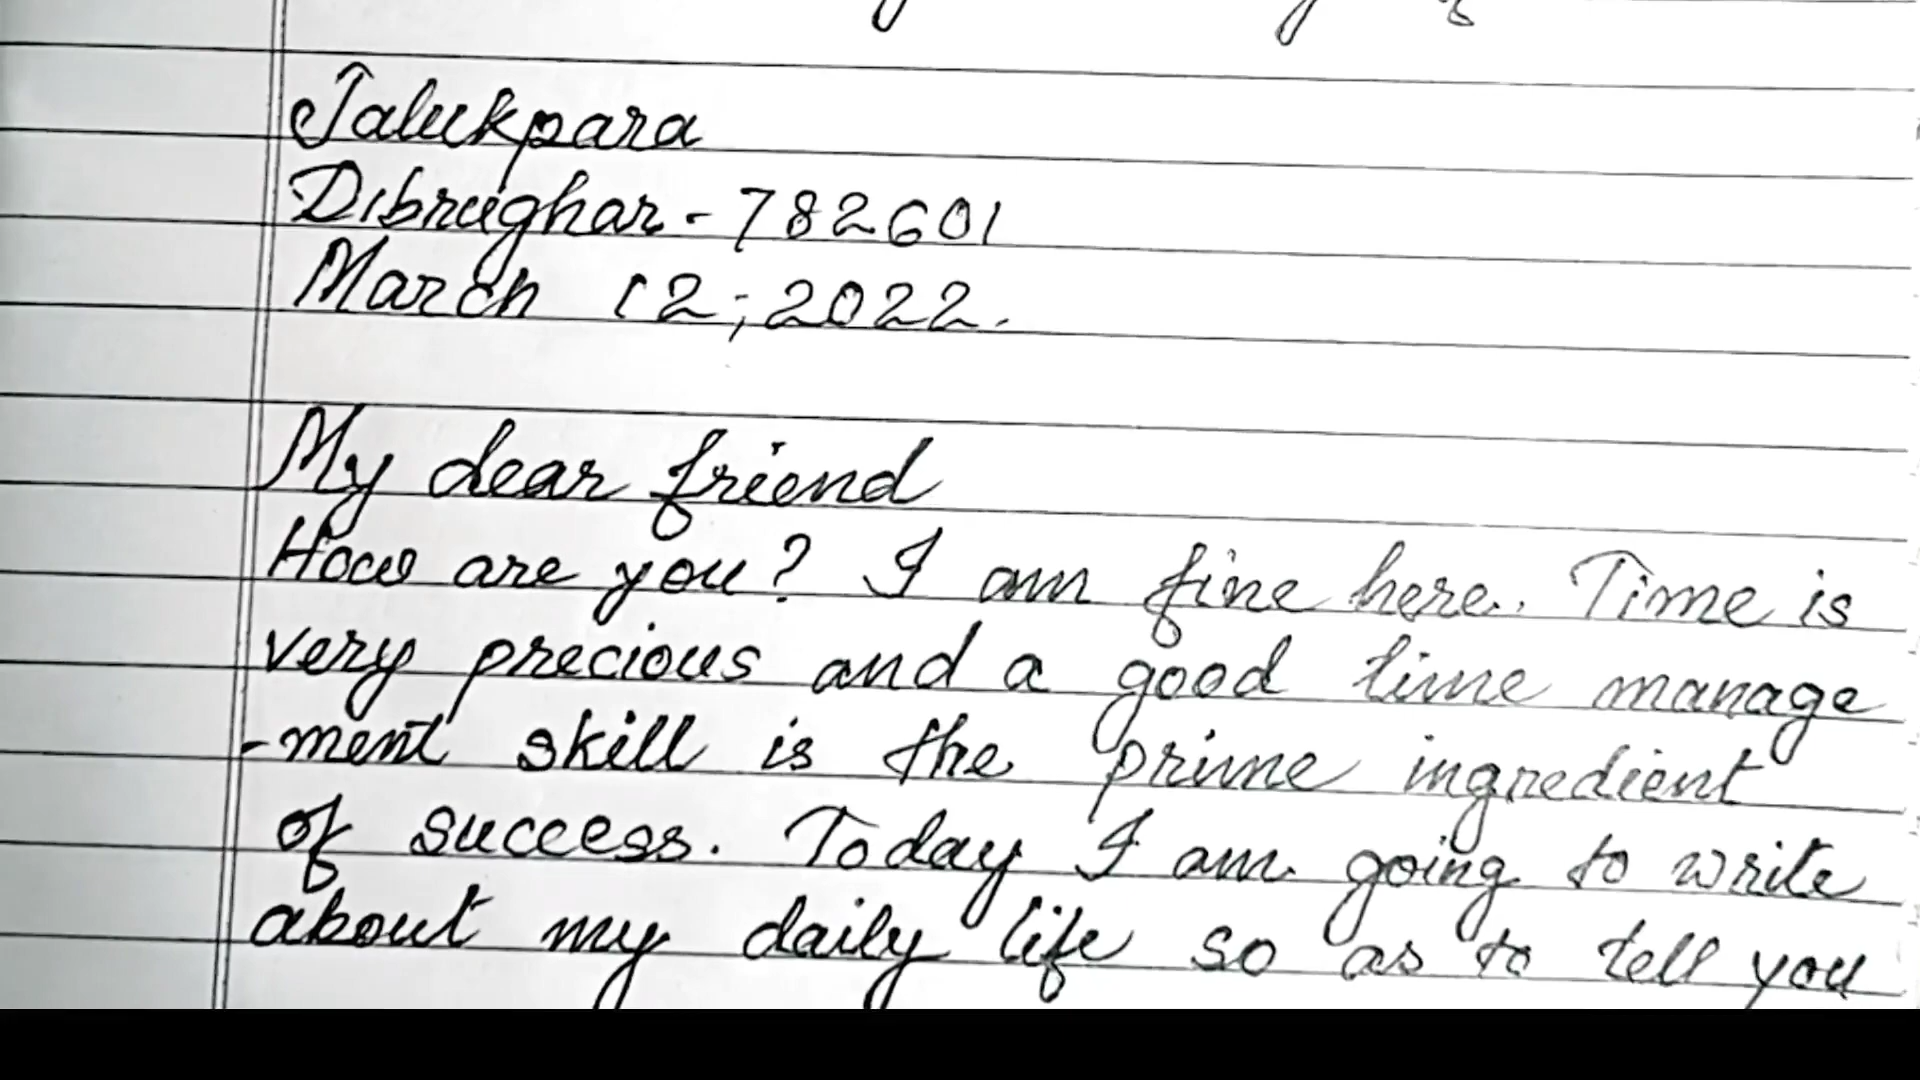 Talukpara
Dibrughar - 782601
March 12, 2022.
My dear friend
How are you? I am fine here. Time is
very precious and a good time manage
-ment skill is the prime ingredient
of success. Today I am going to write
about my daily life so as to tell you